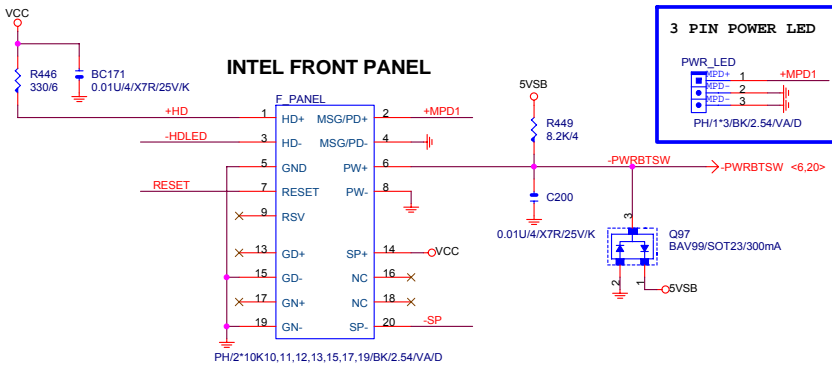 VCC
3 PIN POWER LED
R446
330/6
BC171
0.01U/4/X7R/25V/K
INTEL FRONT PANEL
PWR_LED
MPD+ 1 +MPD1
MPD- 2
MPD- 3
PH/1*3/BK/2.54/VA/D
5VSB
R449
8.2K/4
F_PANEL
+HD 1 HD+ MSG/PD+ 2 +MPD1
-HDLED 3 HD- MSG/PD- 4
5 GND PW+ 6 -PWRBTSW -PWRBTSW <6,20>
RESET 7 RESET PW- 8
C200
0.01U/4/X7R/25V/K
9 RSV
3
Q97
BAV99/SOT23/300mA
2 1
5VSB
13 GD+ SP+ 14 VCC
15 GD- NC 16
17 GN+ NC 18
19 GN- SP- 20 -SP
PH/2*10K10,11,12,13,15,17,19/BK/2.54/VA/D